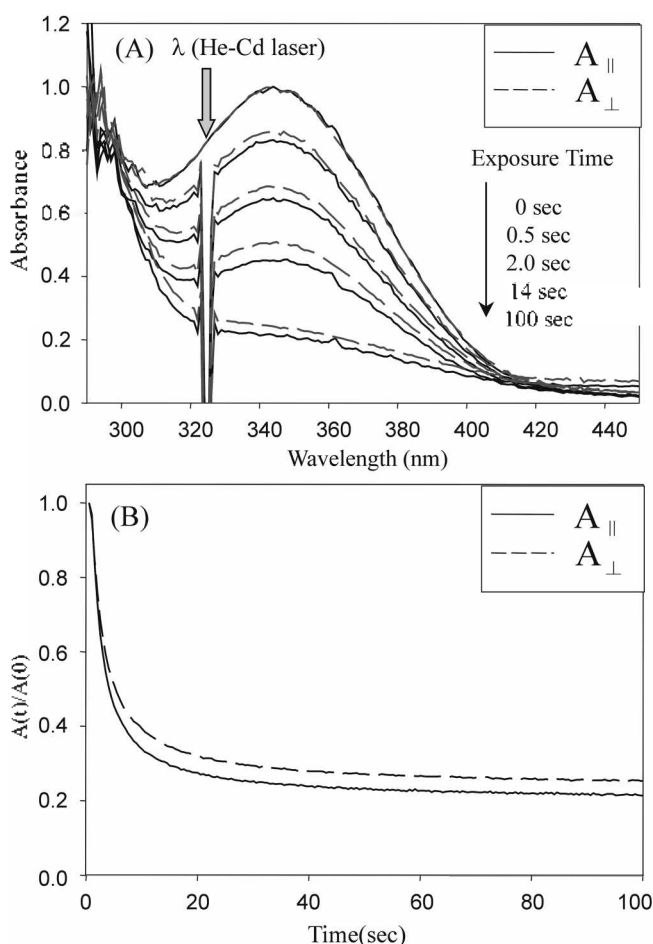 (A)
λ (He-Cd laser)
A ||
A ⊥
Exposure Time
0 sec
0.5 sec
2.0 sec
14 sec
100 sec
1.2
1.0
0.8
0.6
0.4
0.2
0.0
Absorbance
300 320 340 360 380 400 420 440
Wavelength (nm)
(B)
A ||
A ⊥
1.0
0.8
0.6
0.4
0.2
0.0
A(t)/A(0)
0 20 40 60 80 100
Time(sec)